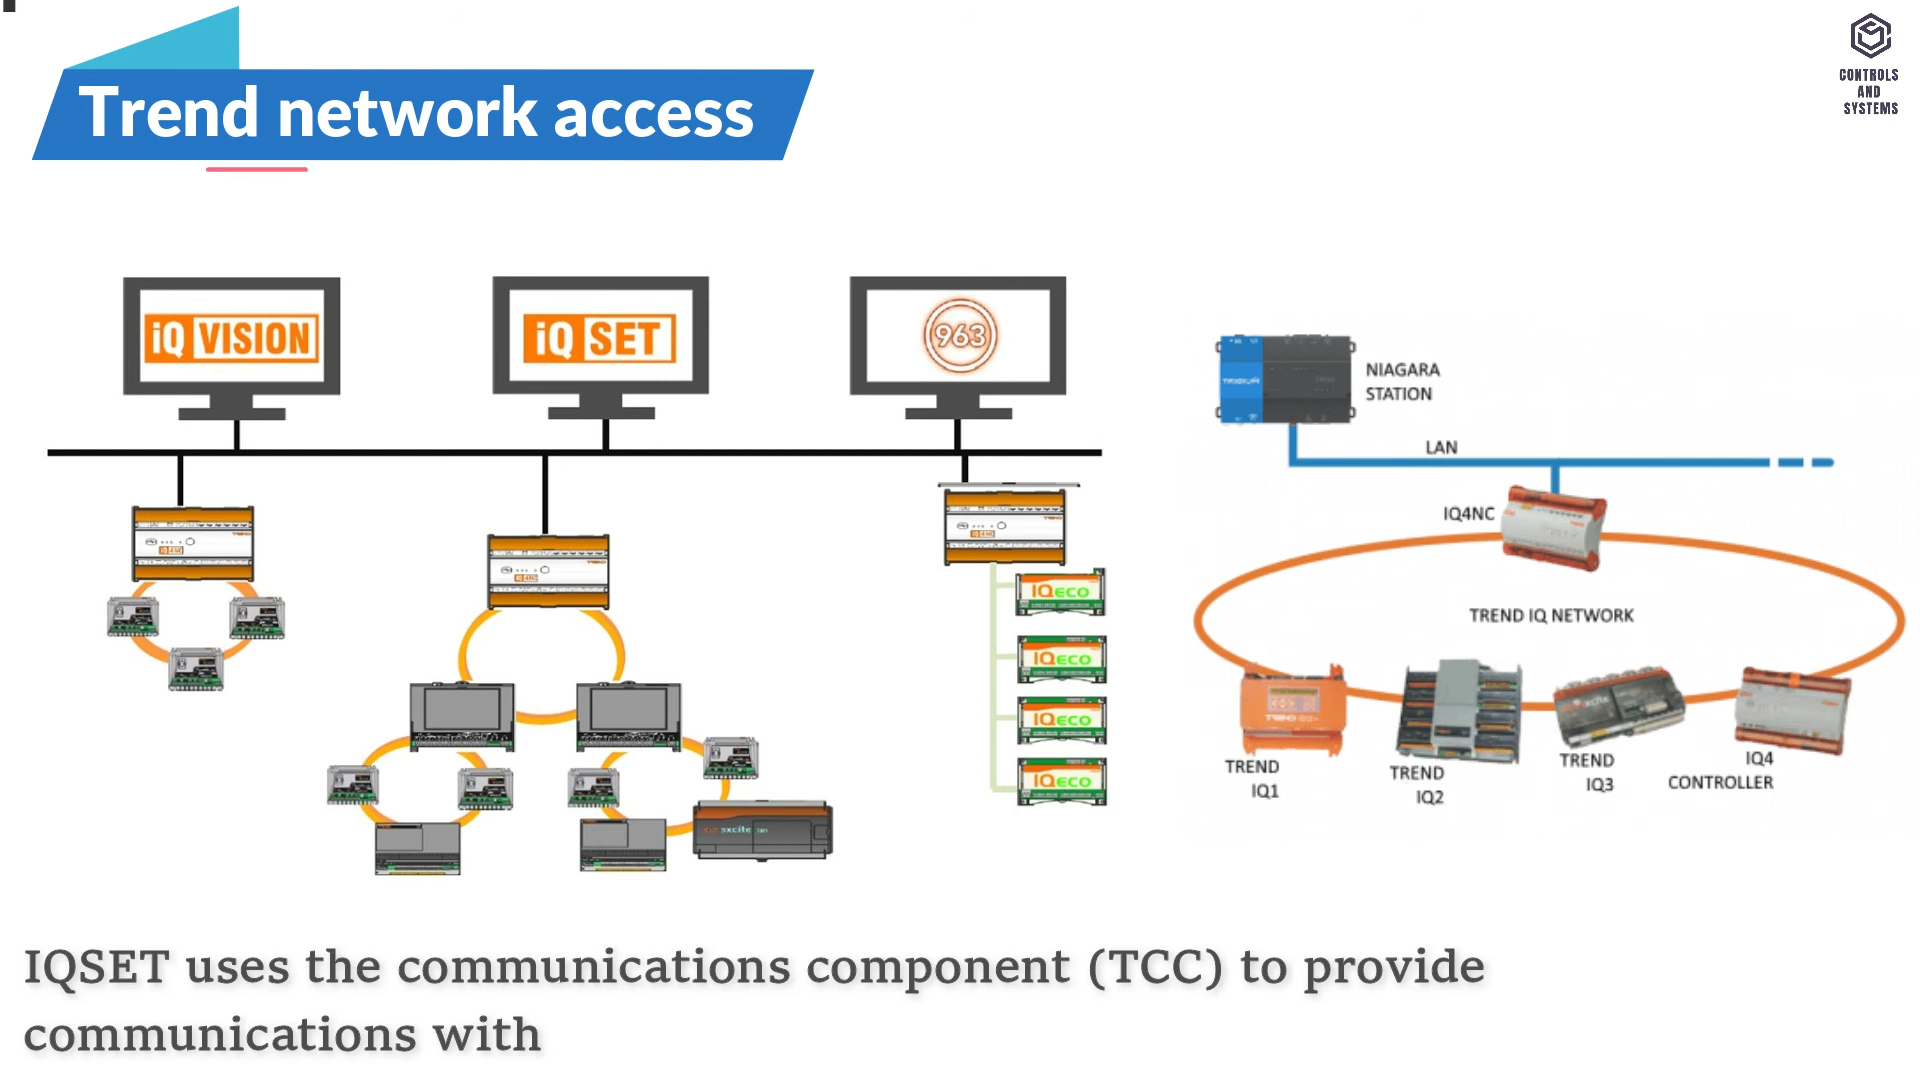 Trend network access
CONTROLS
AND
SYSTEMS
iQ VISION
iQ SET
963
IQECO
IQECO
IQECO
IQECO
NIAGARA
STATION
LAN
IQ4NC
TREND IQ NETWORK
TREND
IQ1
TREND
IQ2
TREND
IQ3
IQ4
CONTROLLER
IQSET uses the communications component (TCC) to provide
communications with